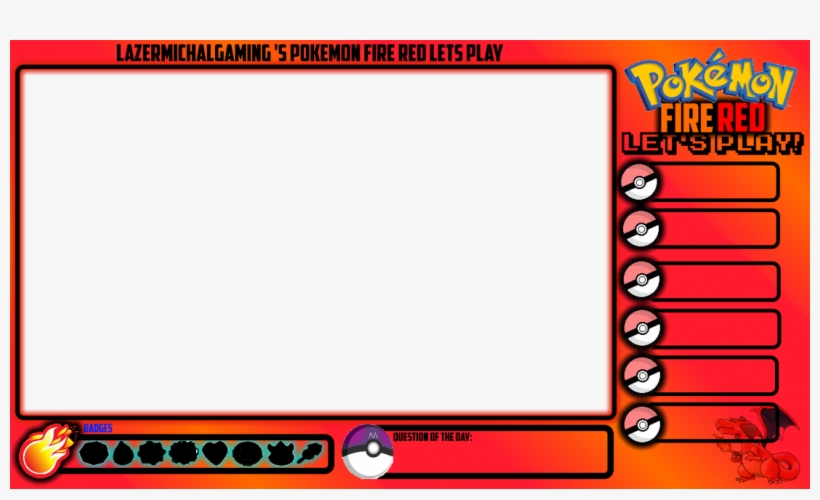 LAZERMICHALGAMING 'S POKEMON FIRE RED LETS PLAY
POKéMON
FIRE RED
LET'S PLAY!
BADGES
M
QUESTION OF THE DAY: